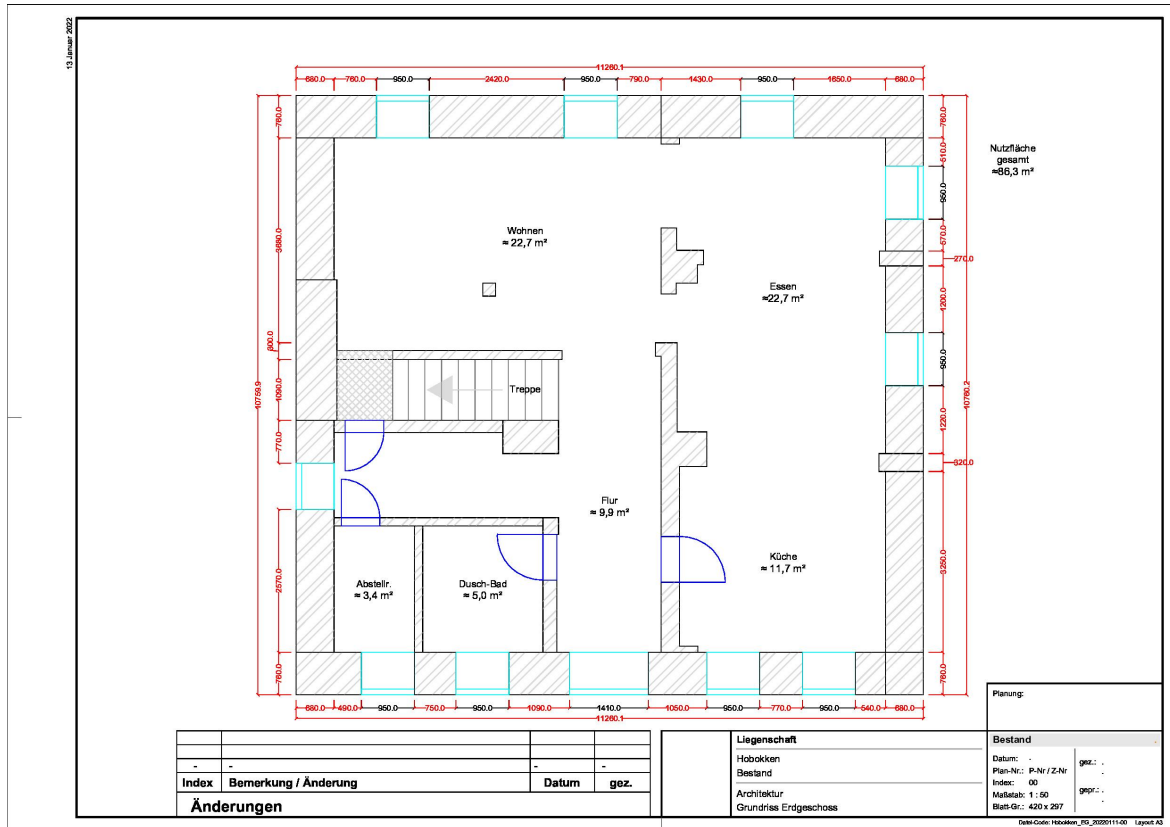 13 Januar 2022
11260.1
680.0 760.0 950.0 2420.0 950.0 790.0 1430.0 950.0 1850.0 680.0
760.0
3680.0
300.0
1090.0
770.0
2570.0
760.0
10759.9
760.0
510.0
950.0
570.0
270.0
1200.0
950.0
1220.0
320.0
3250.0
760.0
10760.2
Nutzfläche
gesamt
≈86,3 m²
Wohnen
≈ 22,7 m²
Essen
≈22,7 m²
Treppe
Flur
≈ 9,9 m²
Küche
≈ 11,7 m²
Abstellr.
≈ 3,4 m²
Dusch-Bad
≈ 5,0 m²
680.0 490.0 950.0 750.0 950.0 1090.0 1410.0 1050.0 950.0 770.0 950.0 540.0 680.0
11260.1
- - - -
Index Bemerkung / Änderung Datum gez.
Änderungen
Liegenschaft
Hobokken
Bestand
Architektur
Grundriss Erdgeschoss
Planung:
Bestand
Datum: -
Plan-Nr.: P-Nr / Z-Nr
Index: 00
Maßstab: 1 : 50
Blatt-Gr.: 420 x 297
gez.: .
.
gepr.: .
.
Datei-Code: Hobokken_EG_20220111-00 Layout: A3